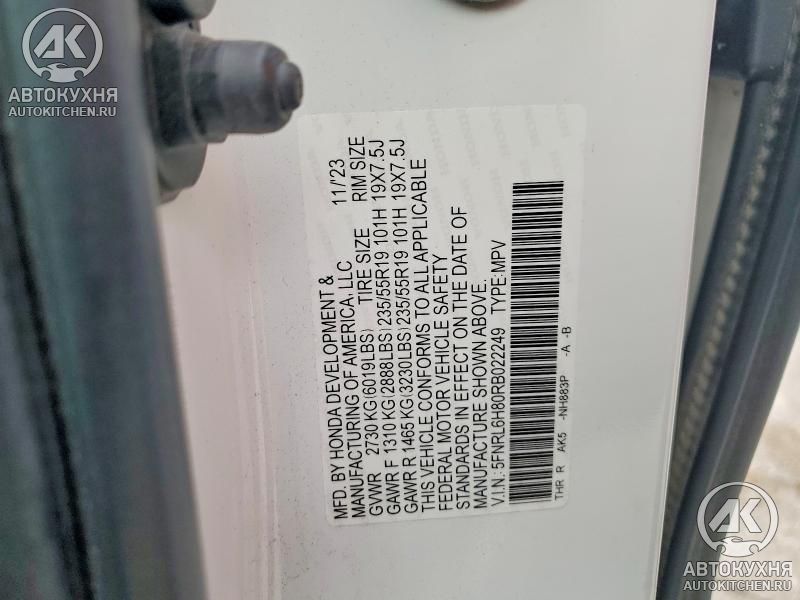 AK
АВТОКУХНЯ
AUTOKITCHEN.RU
MFD. BY HONDA DEVELOPMENT &
MANUFACTURING OF AMERICA, LLC 11/'23
GVWR 2730 KG(6019LBS) TIRE SIZE RIM SIZE
GAWR F 1310 KG(2888LBS)235/55R19 101H 19X7.5J
GAWR R 1465 KG(3230LBS)235/55R19 101H 19X7.5J
THIS VEHICLE CONFORMS TO ALL APPLICABLE
FEDERAL MOTOR VEHICLE SAFETY
STANDARDS IN EFFECT ON THE DATE OF
MANUFACTURE SHOWN ABOVE.
V.I.N.:5FNRL6H80RB022249 TYPE:MPV
THR R AK5 -NH883P -A -B
AK
АВТОКУХНЯ
AUTOKITCHEN.RU